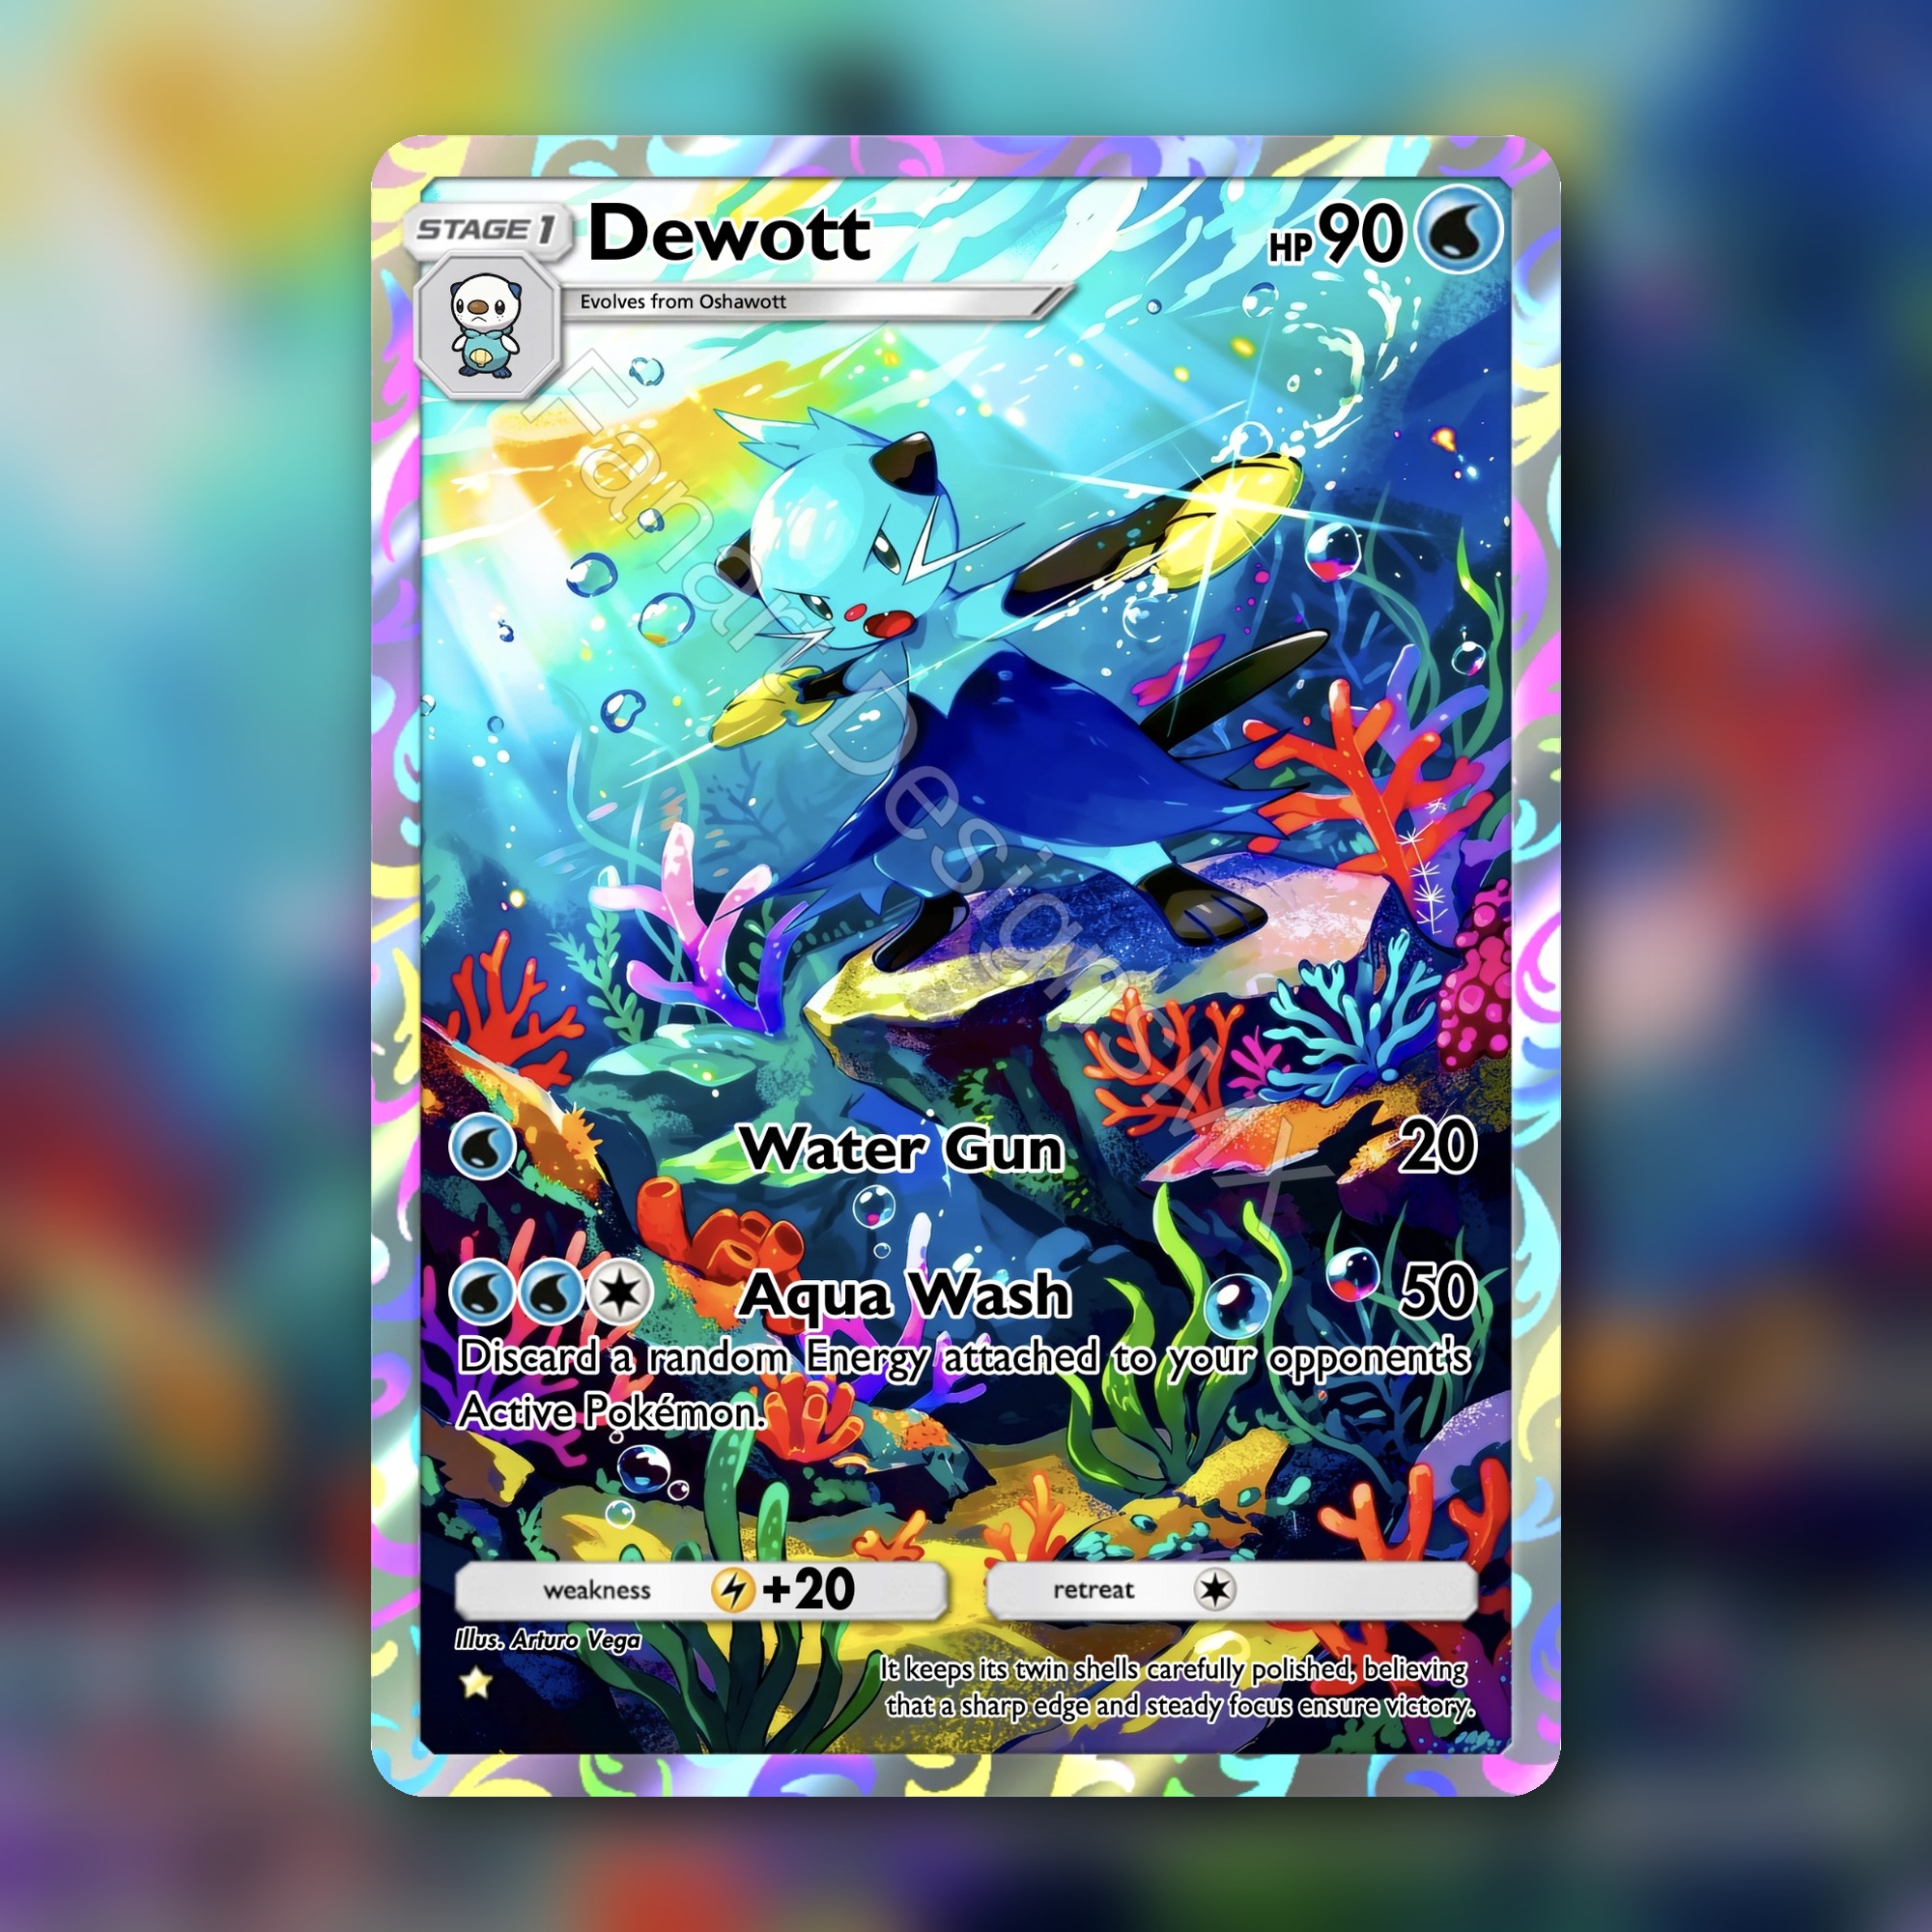 STAGE 1
Dewott
HP 90
Evolves from Oshawott
FanartDesignsMX
Water Gun 20
Aqua Wash 50
Discard a random Energy attached to your opponent's
Active Pokémon.
weakness +20
retreat
Illus. Arturo Vega
It keeps its twin shells carefully polished, believing
that a sharp edge and steady focus ensure victory.